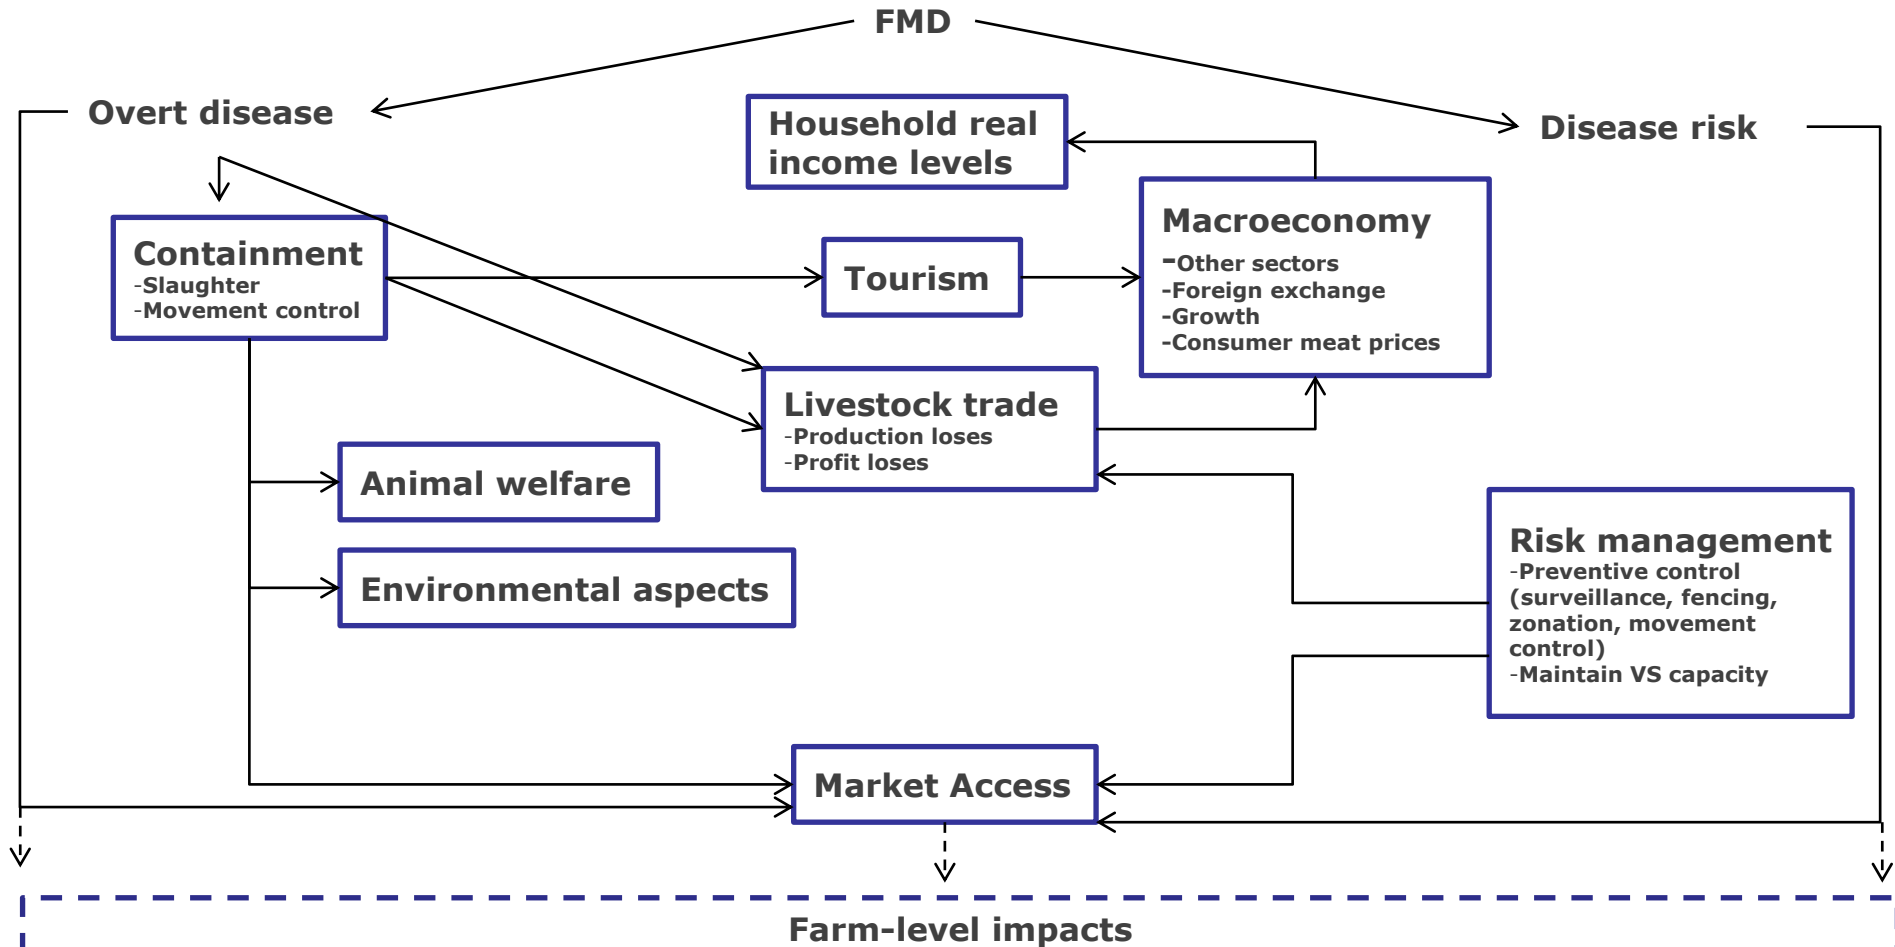 FMD
Overt disease
Disease risk
Household real
income levels
Containment
-Slaughter
-Movement control
Tourism
Macroeconomy
-Other sectors
-Foreign exchange
-Growth
-Consumer meat prices
Livestock trade
-Production loses
-Profit loses
Animal welfare
Environmental aspects
Risk management
-Preventive control
(surveillance, fencing,
zonation, movement
control)
-Maintain VS capacity
Market Access
Farm-level impacts